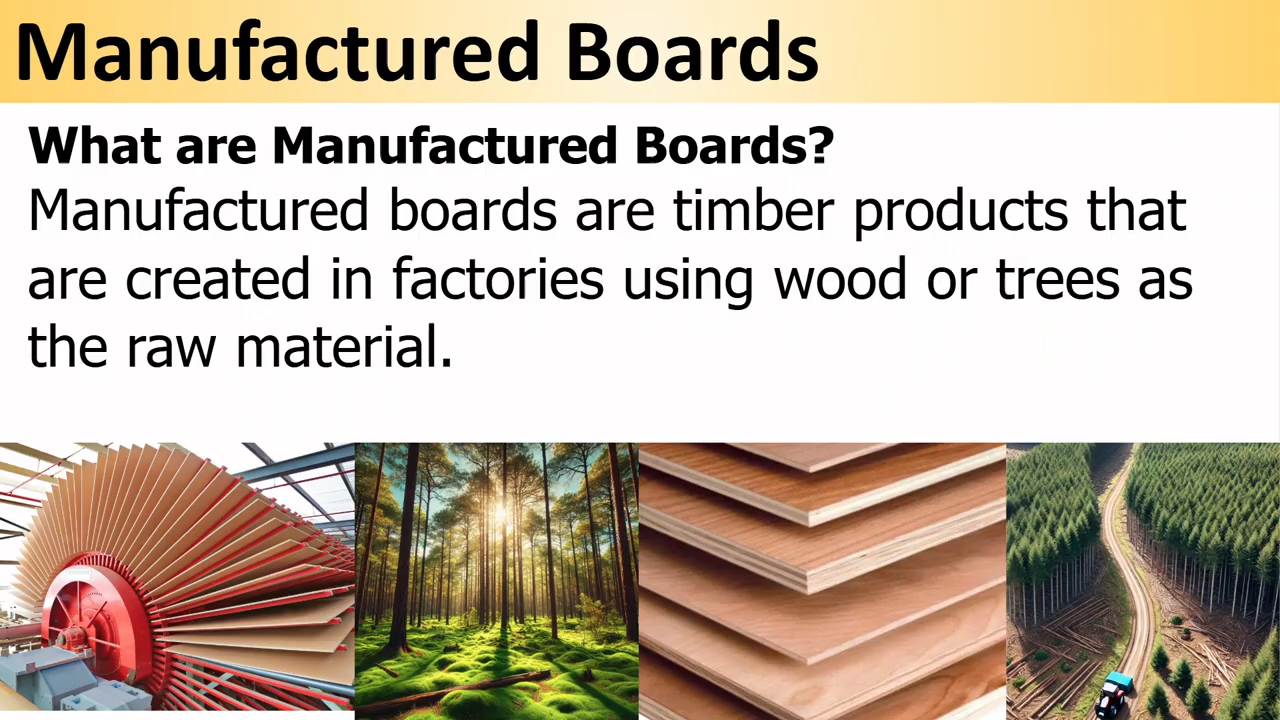 Manufactured Boards
What are Manufactured Boards?
Manufactured boards are timber products that
are created in factories using wood or trees as
the raw material.